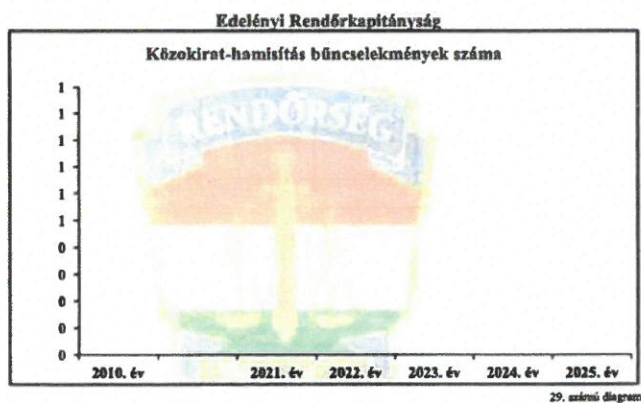 Edelényi Rendőrkapitányság
Közokirat-hamisítás bűncselekmények száma
RENDŐRSÉG
1
1
1
1
1
1
0
0
0
0
0
2010. év 2021. év 2022. év 2023. év 2024. év 2025. év
29. számú diagram